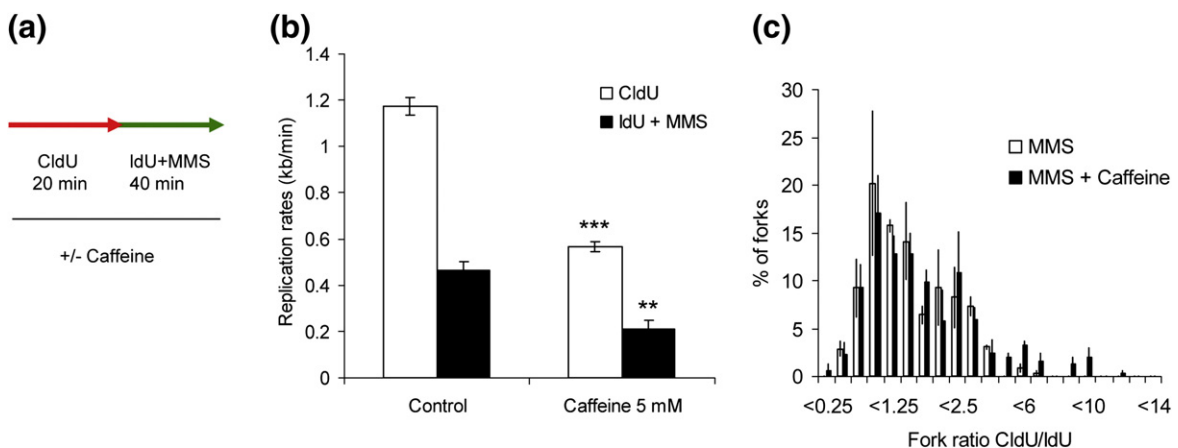 (a)
CldU
20 min
IdU+MMS
40 min
+/- Caffeine
(b)
Replication rates (kb/min)
1.4
1.2
1
0.8
0.6
0.4
0.2
0
CldU
IdU + MMS
***
**
Control
Caffeine 5 mM
(c)
% of forks
30
25
20
15
10
5
0
MMS
MMS + Caffeine
<0.25
<1.25
<2.5
<6
<10
<14
Fork ratio CldU/IdU